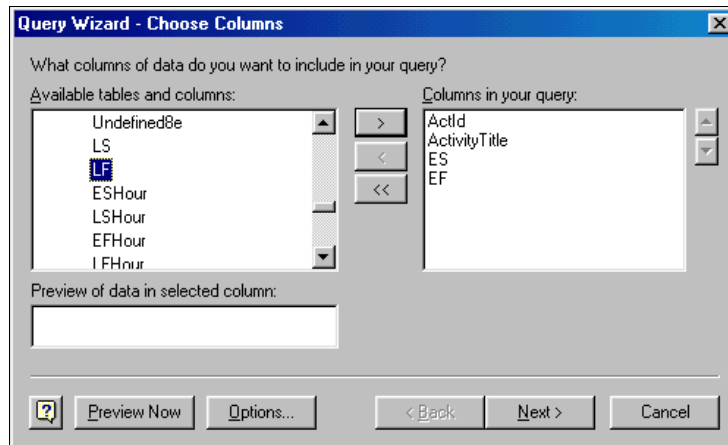 Query Wizard - Choose Columns
What columns of data do you want to include in your query?
Available tables and columns:
Undefined8e
LS
LF
ESHour
LSHour
EFHour
LFHour
>
<
<<
Columns in your query:
ActId
ActivityTitle
ES
EF
Preview of data in selected column:
?
Preview Now
Options...
< Back
Next >
Cancel